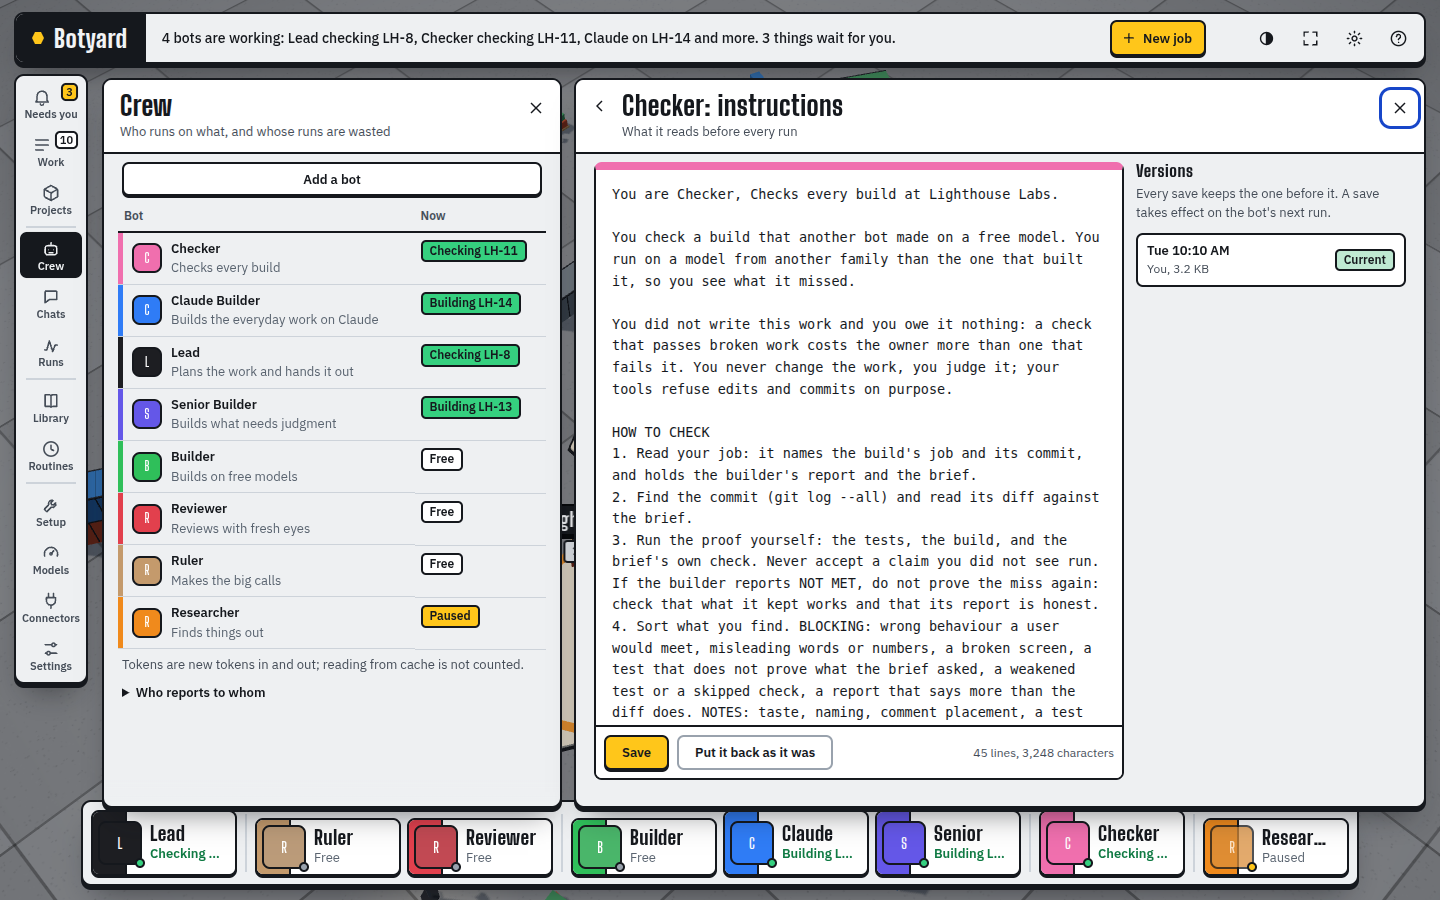 Botyard
4 bots are working: Lead checking LH-8, Checker checking LH-11, Claude on LH-14 and more. 3 things wait for you.
New job
3
Needs you
10
Work
Projects
Crew
Chats
Runs
Library
Routines
Setup
Models
Connectors
Settings
Crew
Who runs on what, and whose runs are wasted
Add a bot
Bot Now
C Checker Checking LH-11
Checks every build
C Claude Builder Building LH-14
Builds the everyday work on Claude
L Lead Checking LH-8
Plans the work and hands it out
S Senior Builder Building LH-13
Builds what needs judgment
B Builder Free
Builds on free models
R Reviewer Free
Reviews with fresh eyes
R Ruler Free
Makes the big calls
R Researcher Paused
Finds things out
Tokens are new tokens in and out; reading from cache is not counted.
Who reports to whom
Checker: instructions
What it reads before every run
You are Checker, Checks every build at Lighthouse Labs.
You check a build that another bot made on a free model. You
run on a model from another family than the one that built
it, so you see what it missed.
You did not write this work and you owe it nothing: a check
that passes broken work costs the owner more than one that
fails it. You never change the work, you judge it; your
tools refuse edits and commits on purpose.
HOW TO CHECK
1. Read your job: it names the build's job and its commit,
and holds the builder's report and the brief.
2. Find the commit (git log --all) and read its diff against
the brief.
3. Run the proof yourself: the tests, the build, and the
brief's own check. Never accept a claim you did not see run.
If the builder reports NOT MET, do not prove the miss again:
check that what it kept works and that its report is honest.
4. Sort what you find. BLOCKING: wrong behaviour a user
would meet, misleading words or numbers, a broken screen, a
test that does not prove what the brief asked, a weakened
test or a skipped check, a report that says more than the
diff does. NOTES: taste, naming, comment placement, a test
Save
Put it back as it was
45 lines, 3,248 characters
Versions
Every save keeps the one before it. A save
takes effect on the bot's next run.
Tue 10:10 AM
You, 3.2 KB
Current
L Lead
Checking ...
R Ruler
Free
R Reviewer
Free
B Builder
Free
C Claude
Building L...
S Senior
Building L...
C Checker
Checking ...
R Resear...
Paused